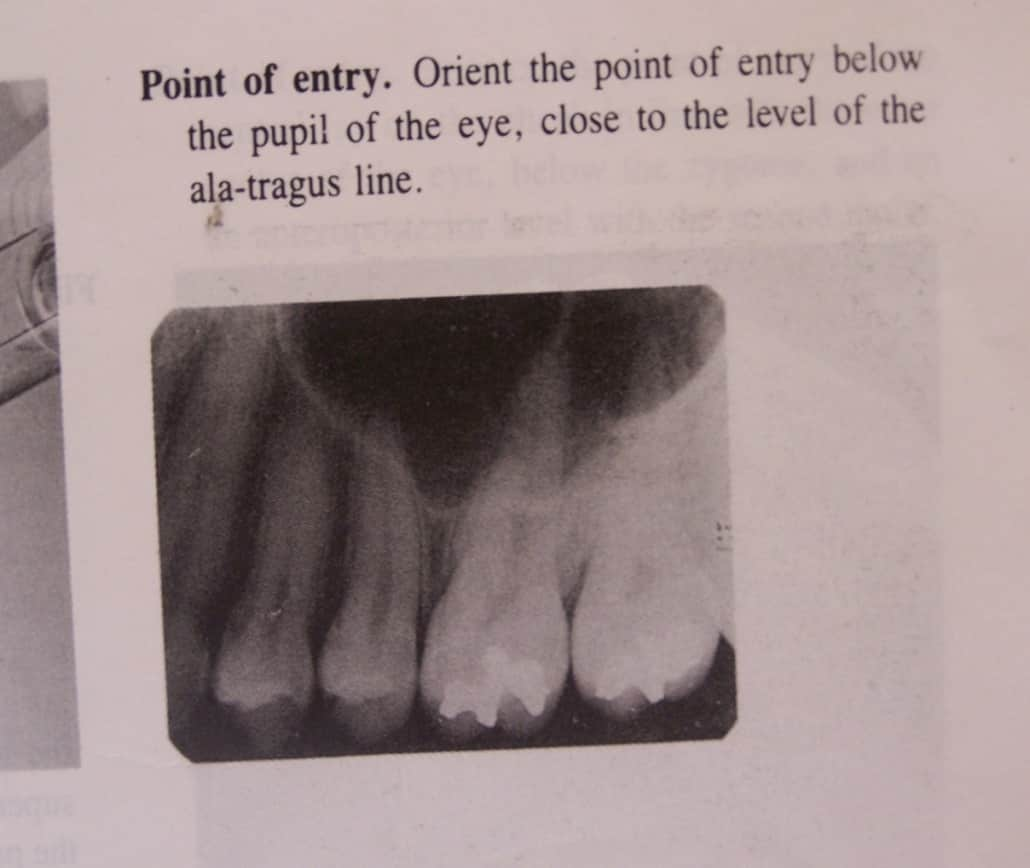 Point of entry. Orient the point of entry below
the pupil of the eye, close to the level of the
ala-tragus line.